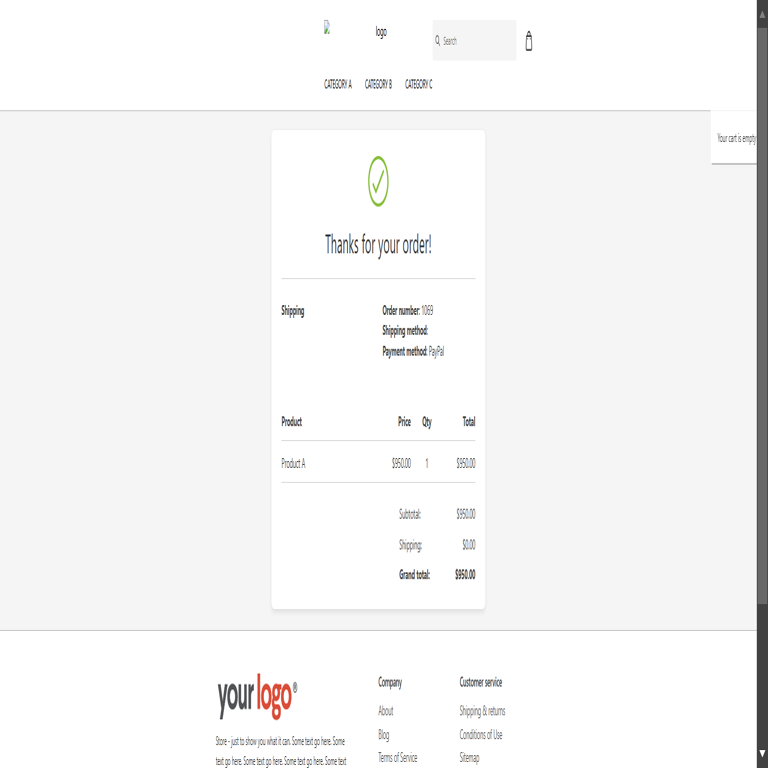 logo
Search
CATEGORY A CATEGORY B CATEGORY C
Your cart is empty
Thanks for your order!
Shipping
Order number: 1069
Shipping method:
Payment method: PayPal
Product Price Qty Total
Product A $950.00 1 $950.00
Subtotal: $950.00
Shipping: $0.00
Grand total: $950.00
your logo®
Store - just to show you what it can. Some text go here. Some
text go here. Some text go here. Some text go here. Some text
Company
About
Blog
Terms of Service
Customer service
Shipping & returns
Conditions of Use
Sitemap